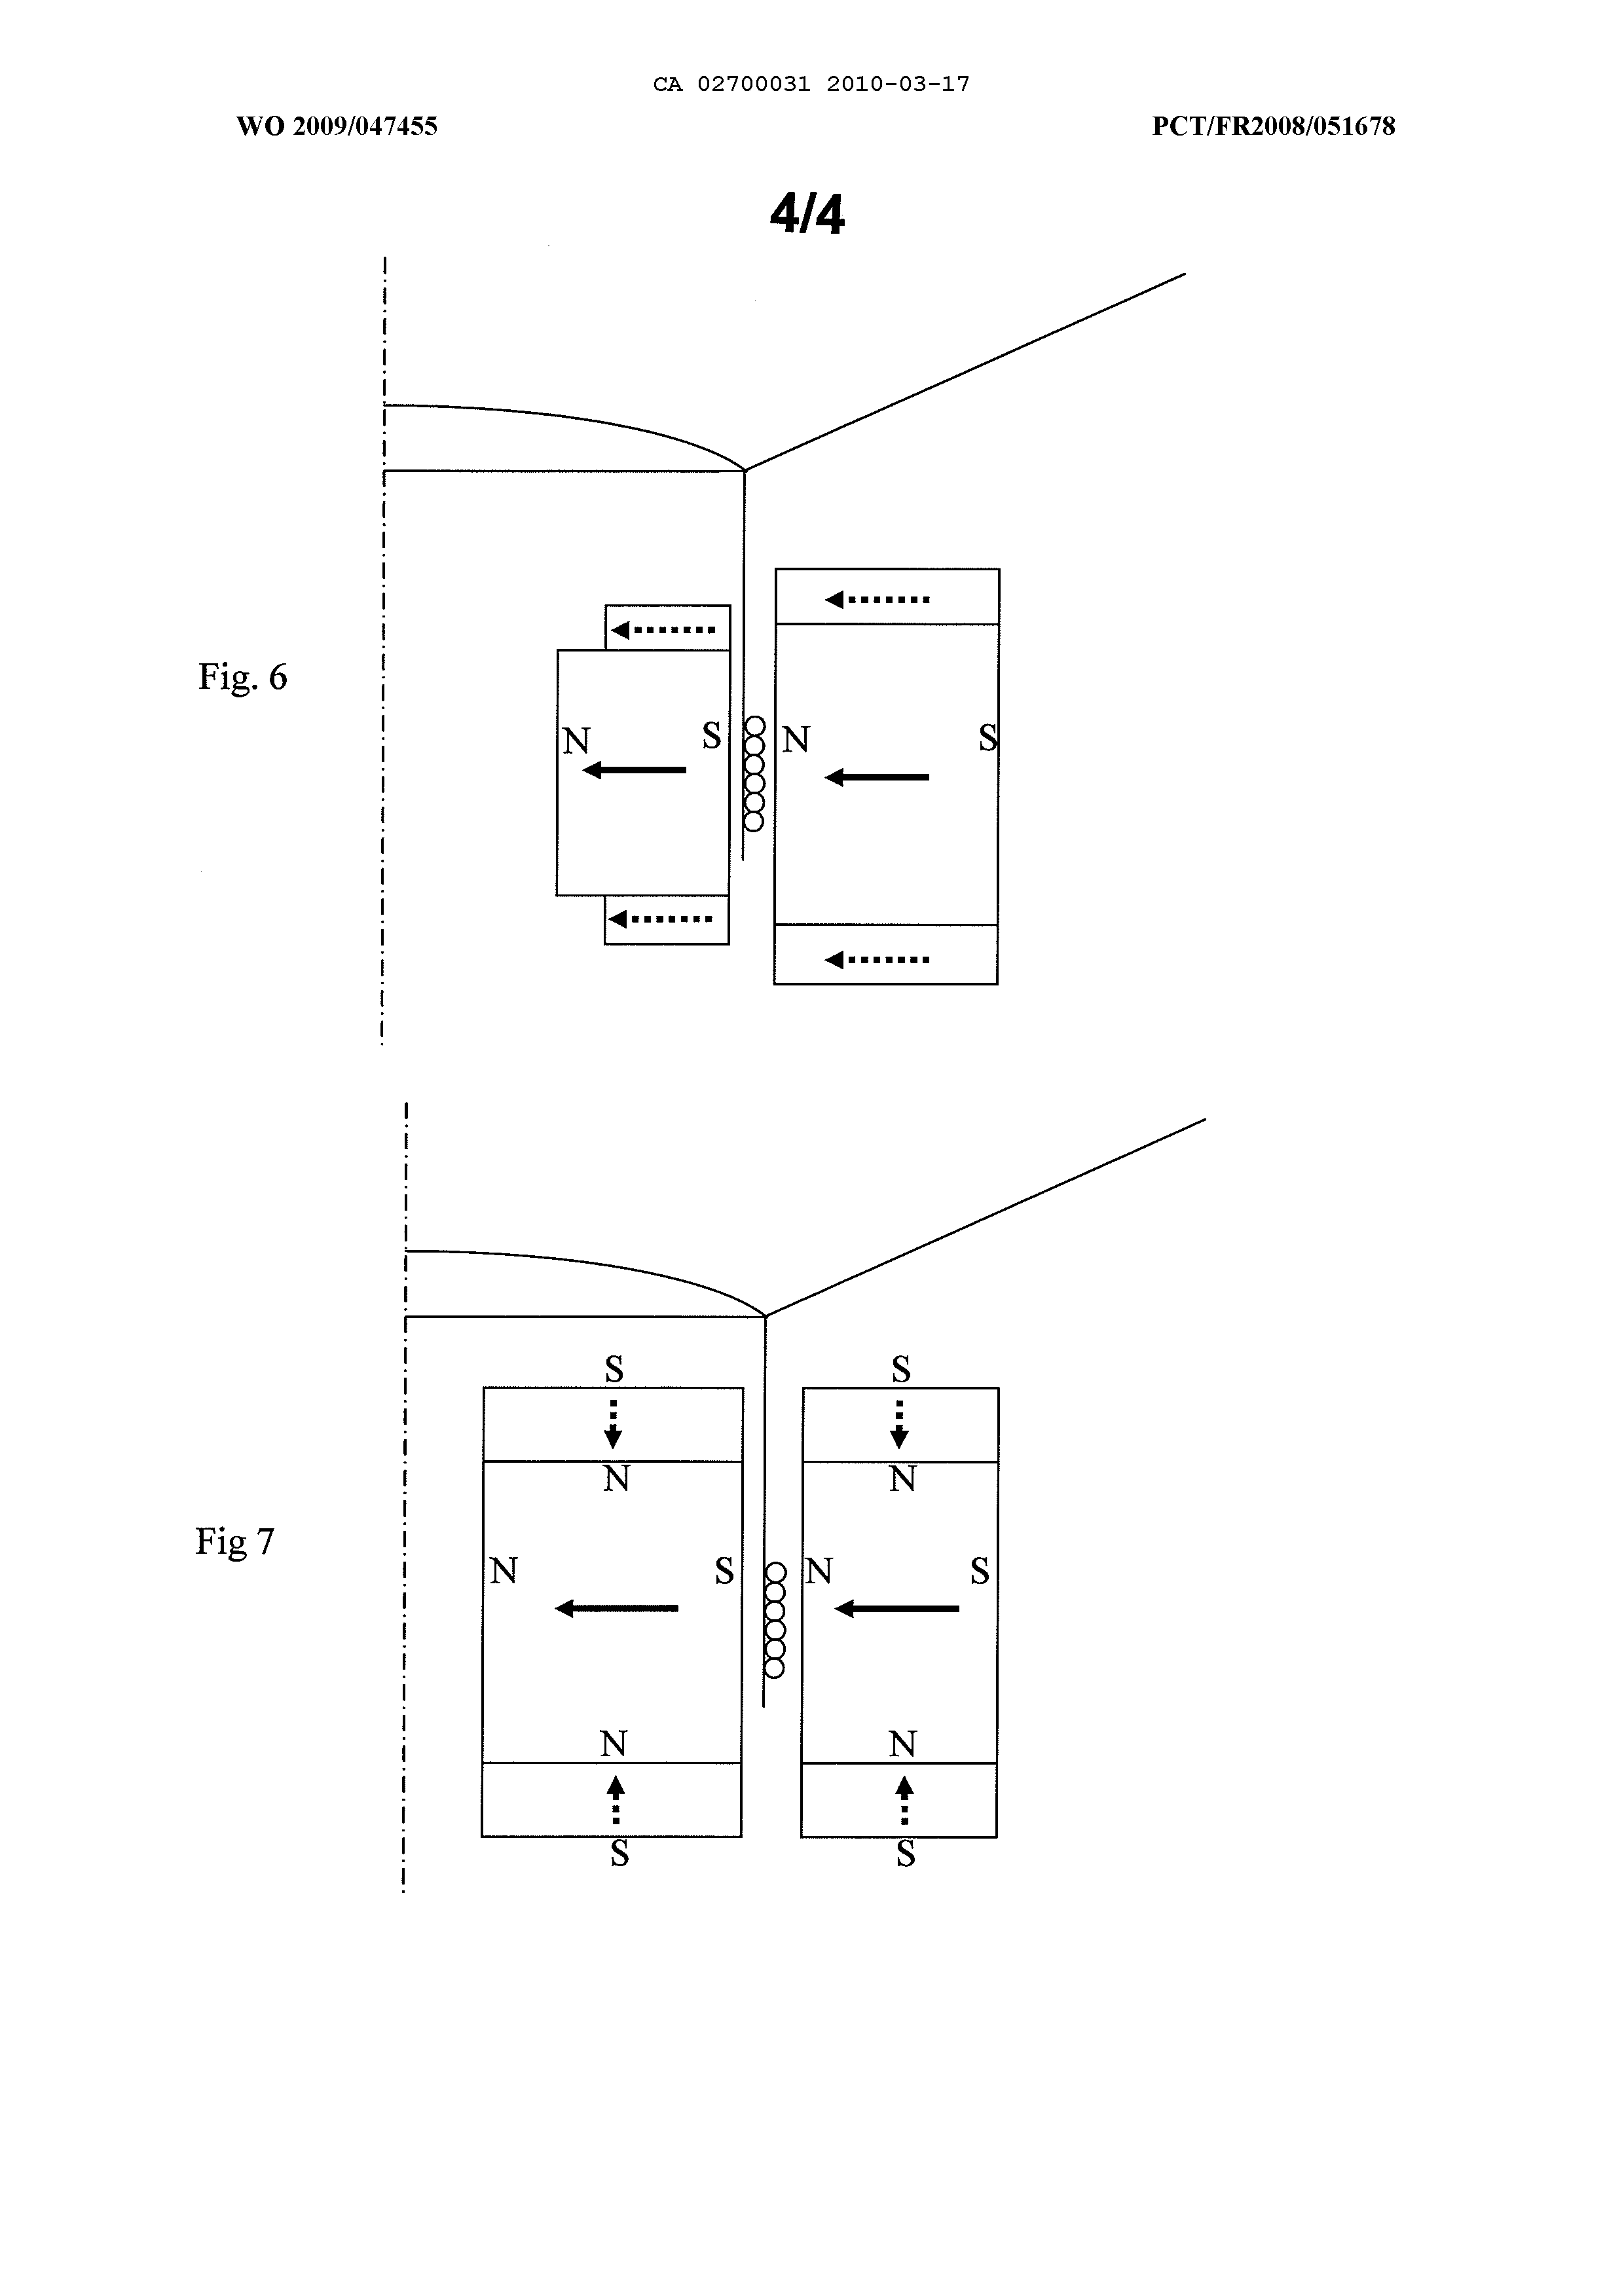 CA 02700031 2010-03-17
WO 2009/047455 PCT/FR2008/051678
4/4
Fig. 6
N S N S
S S
N N
Fig 7
N S N S
N N
S S